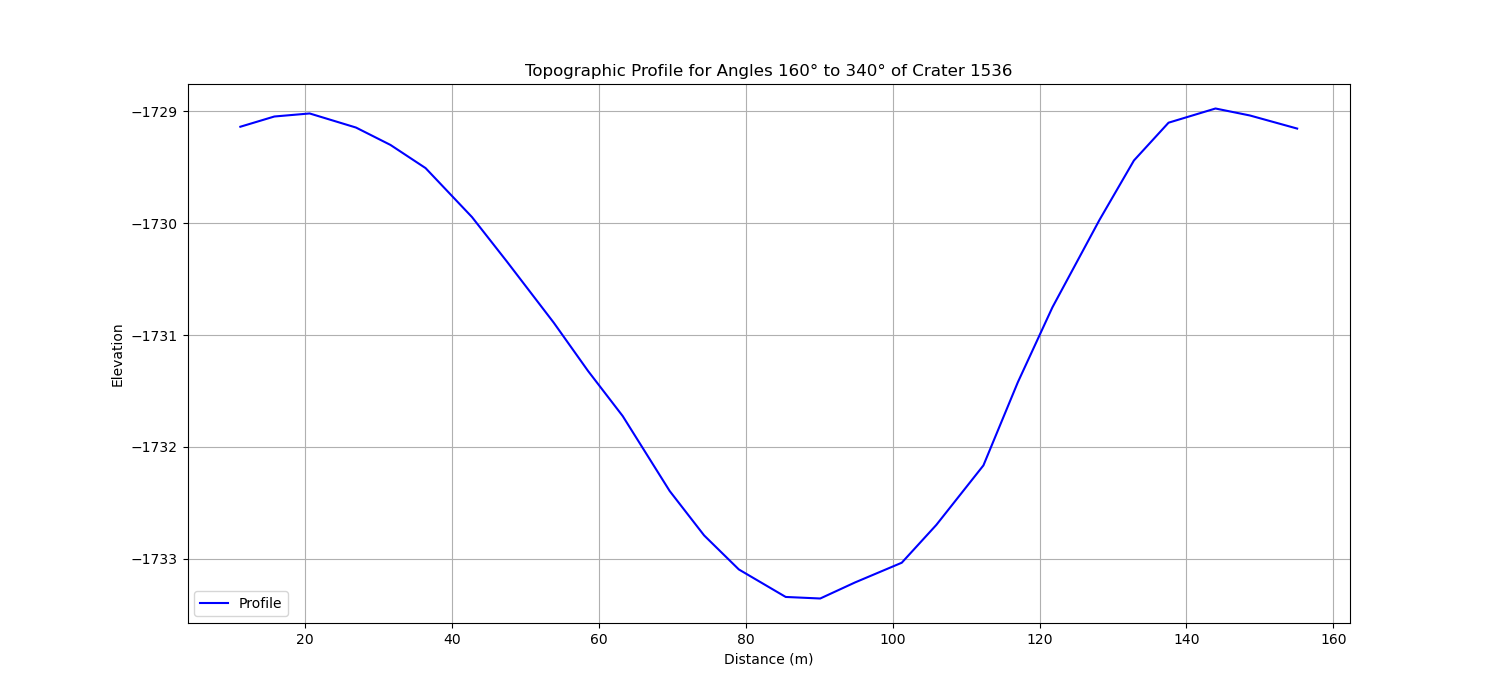 Topographic Profile for Angles 160° to 340° of Crater 1536
−1729
−1730
−1731
−1732
−1733
Elevation
Profile
20 40 60 80 100 120 140 160
Distance (m)